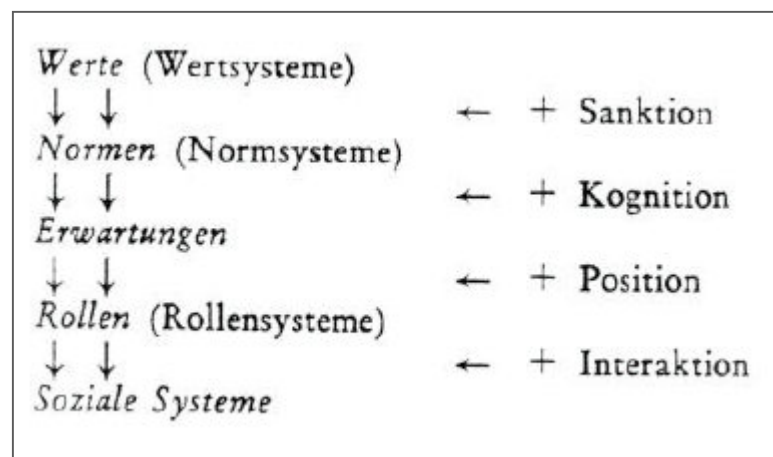 Werte (Wertsysteme)
↓ ↓ ← + Sanktion
Normen (Normsysteme)
↓ ↓ ← + Kognition
Erwartungen
↓ ↓ ← + Position
Rollen (Rollensysteme)
↓ ↓ ← + Interaktion
Soziale Systeme